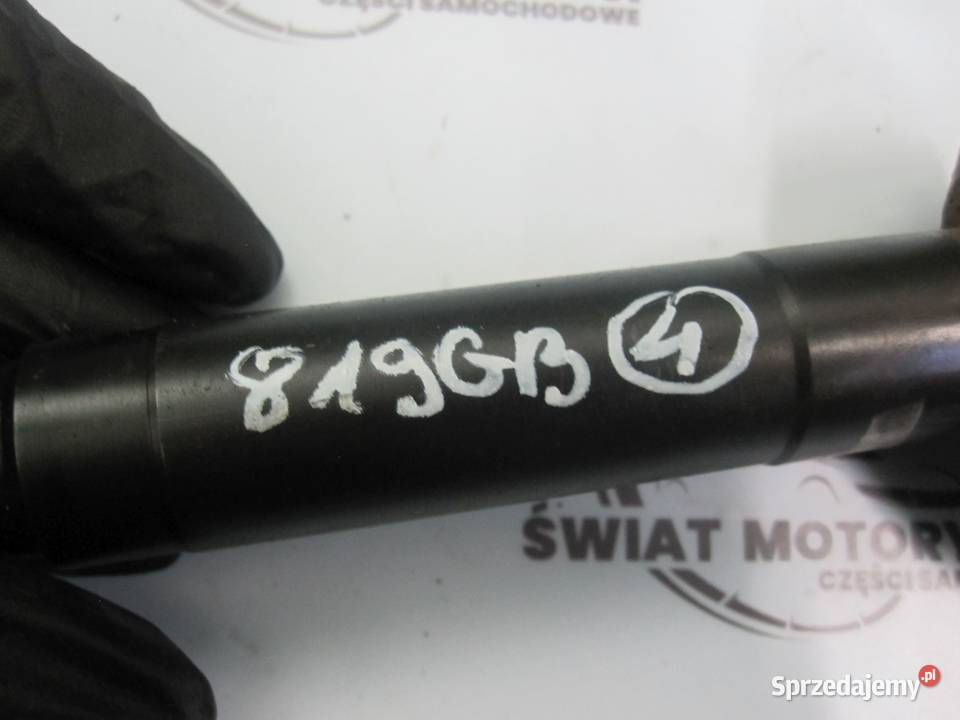 CZĘŚCI SAMOCHODOWE
819GB 4
ŚWIAT MOTORY
CZĘŚCI SAM
Sprzedajemy.pl